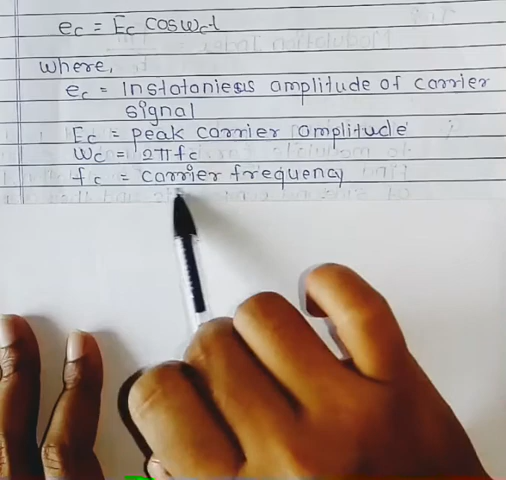 ec = Ec coswct
where,
ec = Instatonieous amplitude of carrier
signal
Ec = peak carrier amplitude
wc = 2πfc
fc = carrier frequency